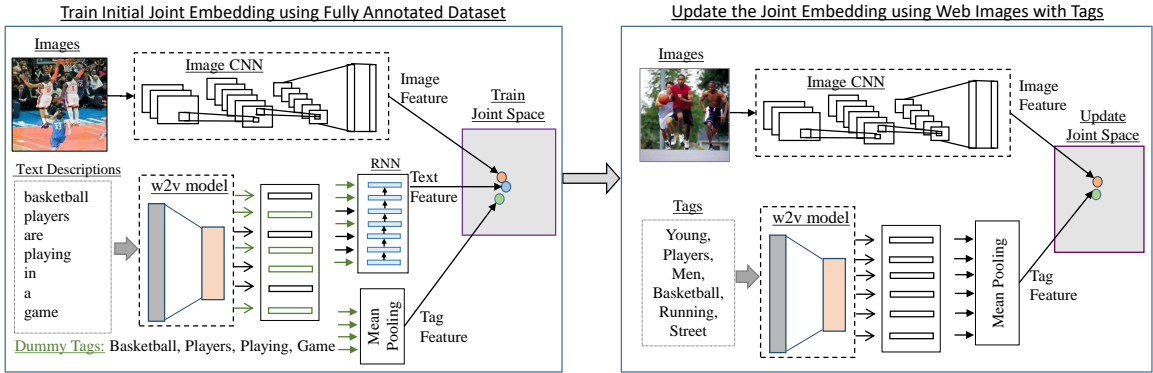 Train Initial Joint Embedding using Fully Annotated Dataset
Images
Image CNN
Image
Feature
Train
Joint Space
Text Descriptions
basketball
players
are
playing
in
a
game
w2v model
RNN
Text
Feature
Mean
Pooling
Tag
Feature
Dummy Tags: Basketball, Players, Playing, Game
Update the Joint Embedding using Web Images with Tags
Images
Image CNN
Image
Feature
Update
Joint Space
Tags
Young,
Players,
Men,
Basketball,
Running,
Street
w2v model
Mean Pooling
Tag
Feature